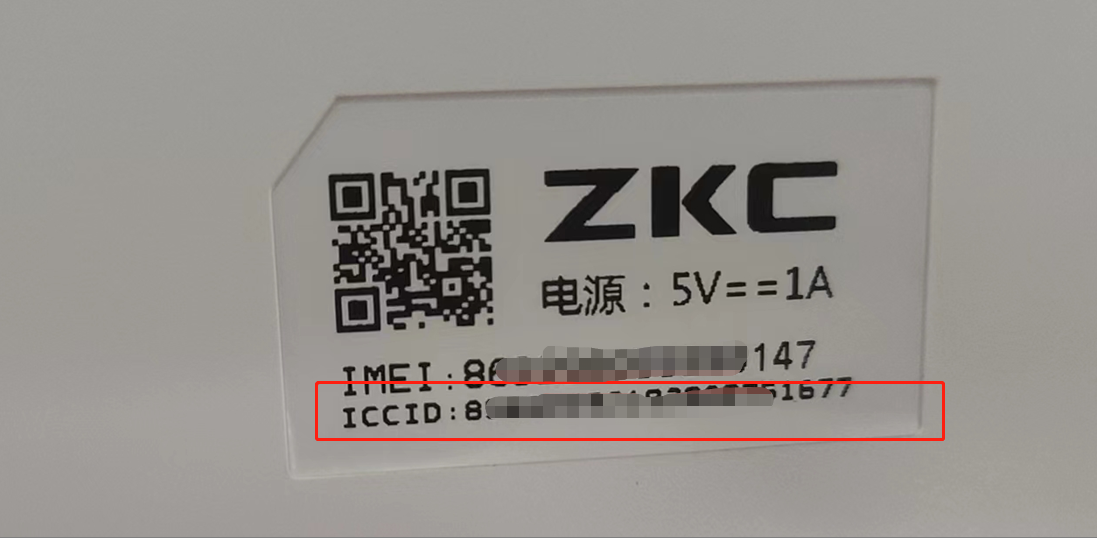 ZKC
电源：5V==1A
IMEI:86 147
ICCID:8 51677